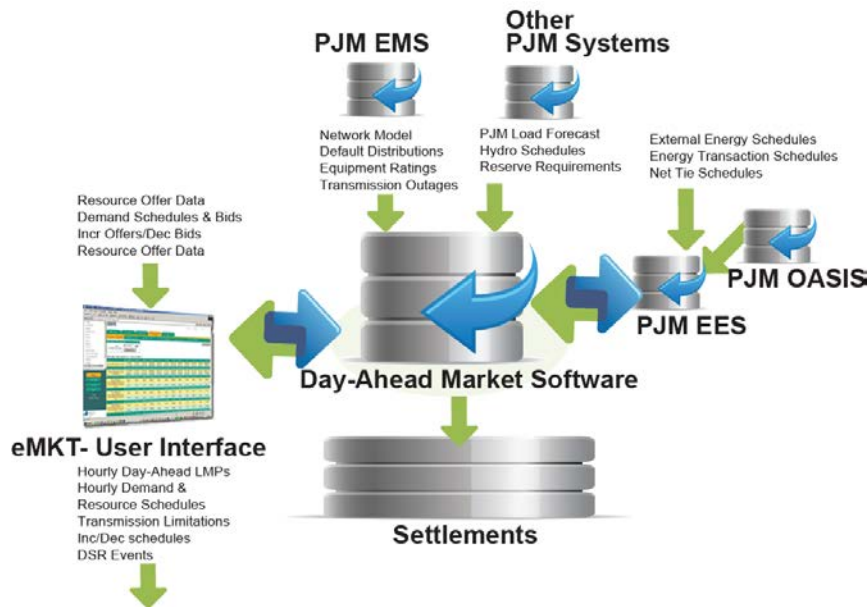 PJM EMS
Other
PJM Systems
Network Model
Default Distributions
Equipment Ratings
Transmission Outages
PJM Load Forecast
Hydro Schedules
Reserve Requirements
External Energy Schedules
Energy Transaction Schedules
Net Tie Schedules
Resource Offer Data
Demand Schedules & Bids
Incr Offers/Dec Bids
Resource Offer Data
PJM OASIS
PJM EES
Day-Ahead Market Software
eMKT- User Interface
Hourly Day-Ahead LMPs
Hourly Demand &
Resource Schedules
Transmission Limitations
Inc/Dec schedules
DSR Events
Settlements